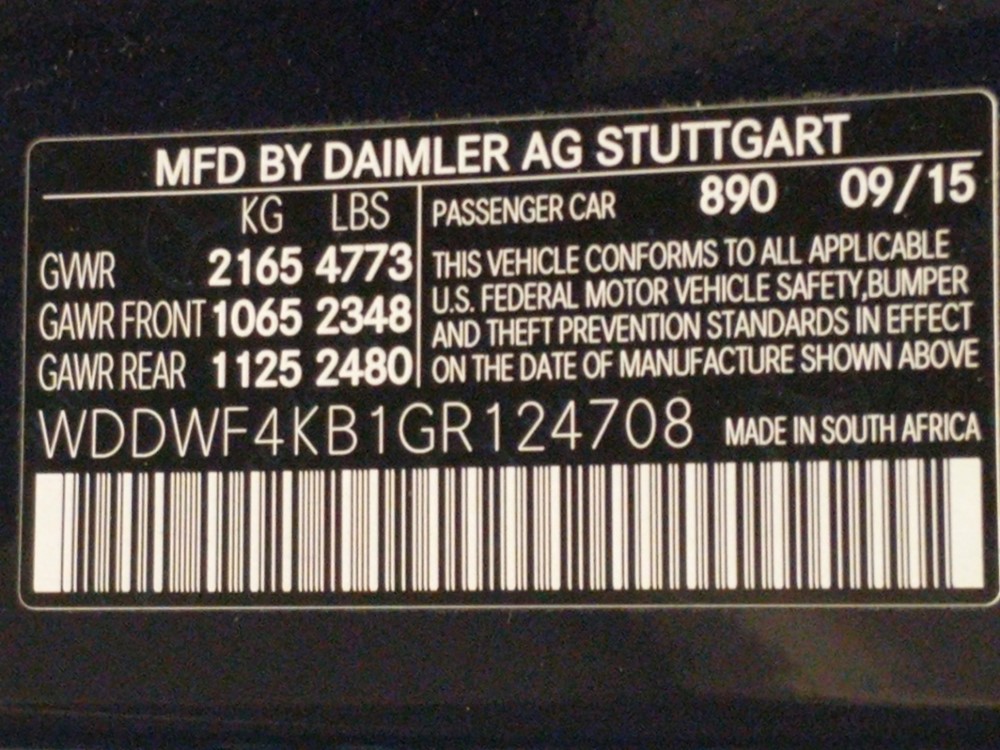 MFD BY DAIMLER AG STUTTGART
KG LBS
GVWR 2165 4773
GAWR FRONT 1065 2348
GAWR REAR 1125 2480
PASSENGER CAR 890 09/15
THIS VEHICLE CONFORMS TO ALL APPLICABLE
U.S. FEDERAL MOTOR VEHICLE SAFETY,BUMPER
AND THEFT PREVENTION STANDARDS IN EFFECT
ON THE DATE OF MANUFACTURE SHOWN ABOVE
WDDWF4KB1GR124708 MADE IN SOUTH AFRICA